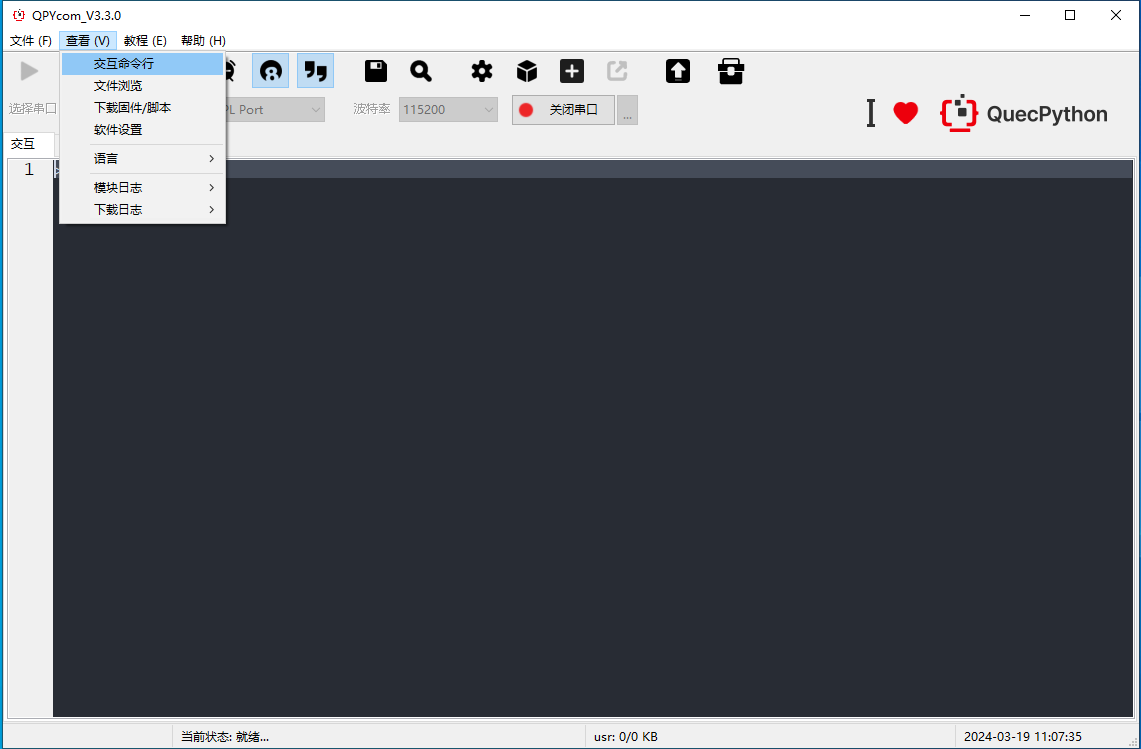 QPYcom_V3.3.0
文件 (F) 查看 (V) 教程 (E) 帮助 (H)
交互命令行
文件浏览
下载固件/脚本
软件设置
语言
模块日志
下载日志
选择串口
PL Port
波特率
115200
关闭串口
...
QuecPython
交互
1
当前状态: 就绪...
usr: 0/0 KB
2024-03-19 11:07:35